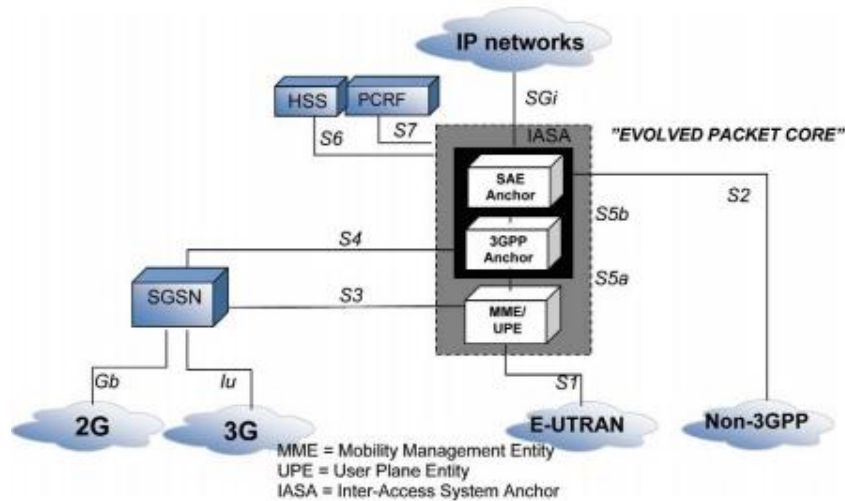 IP networks
HSS
PCRF
SGi
S6
S7
IASA
"EVOLVED PACKET CORE"
SAE
Anchor
S2
S5b
S4
3GPP
Anchor
S5a
SGSN
S3
MME/
UPE
Gb
Iu
S1
2G
3G
E-UTRAN
Non-3GPP
MME = Mobility Management Entity
UPE = User Plane Entity
IASA = Inter-Access System Anchor